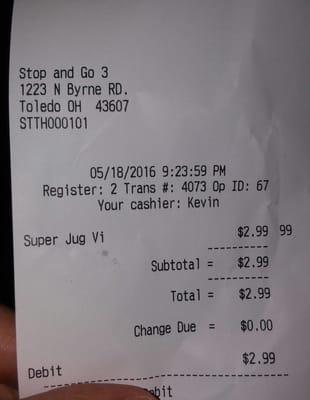 Stop and Go 3
1223 N Byrne RD.
Toledo OH 43607
STTH000101
05/18/2016 9:23:59 PM
Register: 2 Trans #: 4073 Op ID: 67
Your cashier: Kevin
Super Jug Vi $2.99 99
----------
Subtotal = $2.99
----------
Total = $2.99
Change Due = $0.00
Debit $2.99